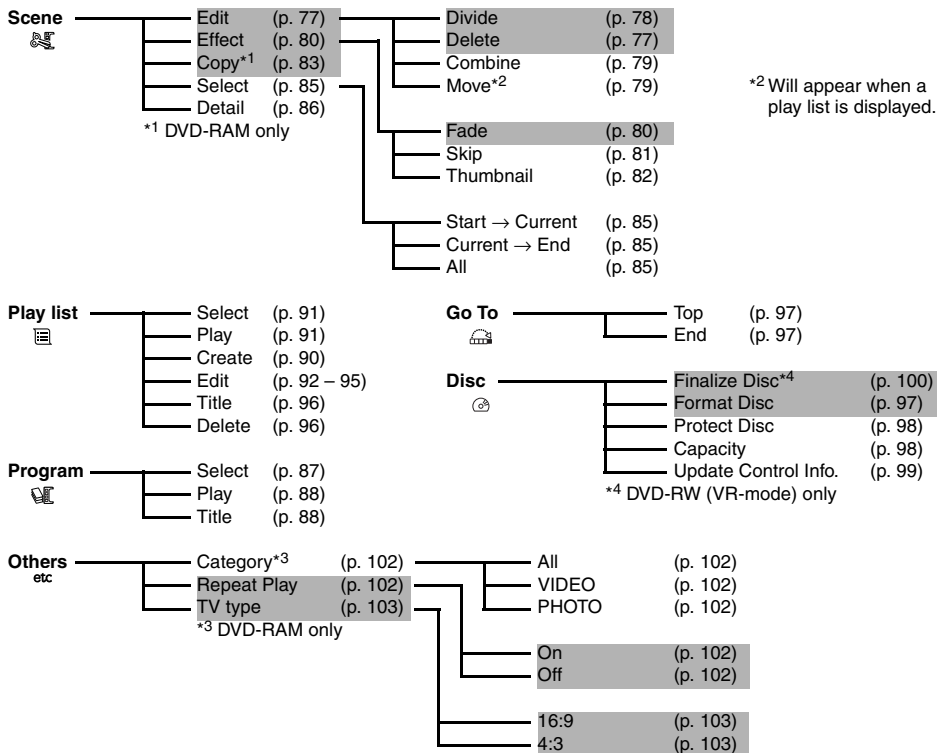 Scene Edit (p. 77) Divide (p. 78)
Effect (p. 80) Delete (p. 77)
Copy*1 (p. 83) Combine (p. 79)
Select (p. 85) Move*2 (p. 79) *2 Will appear when a
Detail (p. 86) play list is displayed.
*1 DVD-RAM only
Fade (p. 80)
Skip (p. 81)
Thumbnail (p. 82)
Start → Current (p. 85)
Current → End (p. 85)
All (p. 85)
Play list Select (p. 91) Go To Top (p. 97)
Play (p. 91) End (p. 97)
Create (p. 90)
Edit (p. 92 – 95) Disc Finalize Disc*4 (p. 100)
Title (p. 96) Format Disc (p. 97)
Delete (p. 96) Protect Disc (p. 98)
Capacity (p. 98)
Program Select (p. 87) Update Control Info. (p. 99)
Play (p. 88) *4 DVD-RW (VR-mode) only
Title (p. 88)
Others Category*3 (p. 102) All (p. 102)
etc Repeat Play (p. 102) VIDEO (p. 102)
TV type (p. 103) PHOTO (p. 102)
*3 DVD-RAM only
On (p. 102)
Off (p. 102)
16:9 (p. 103)
4:3 (p. 103)